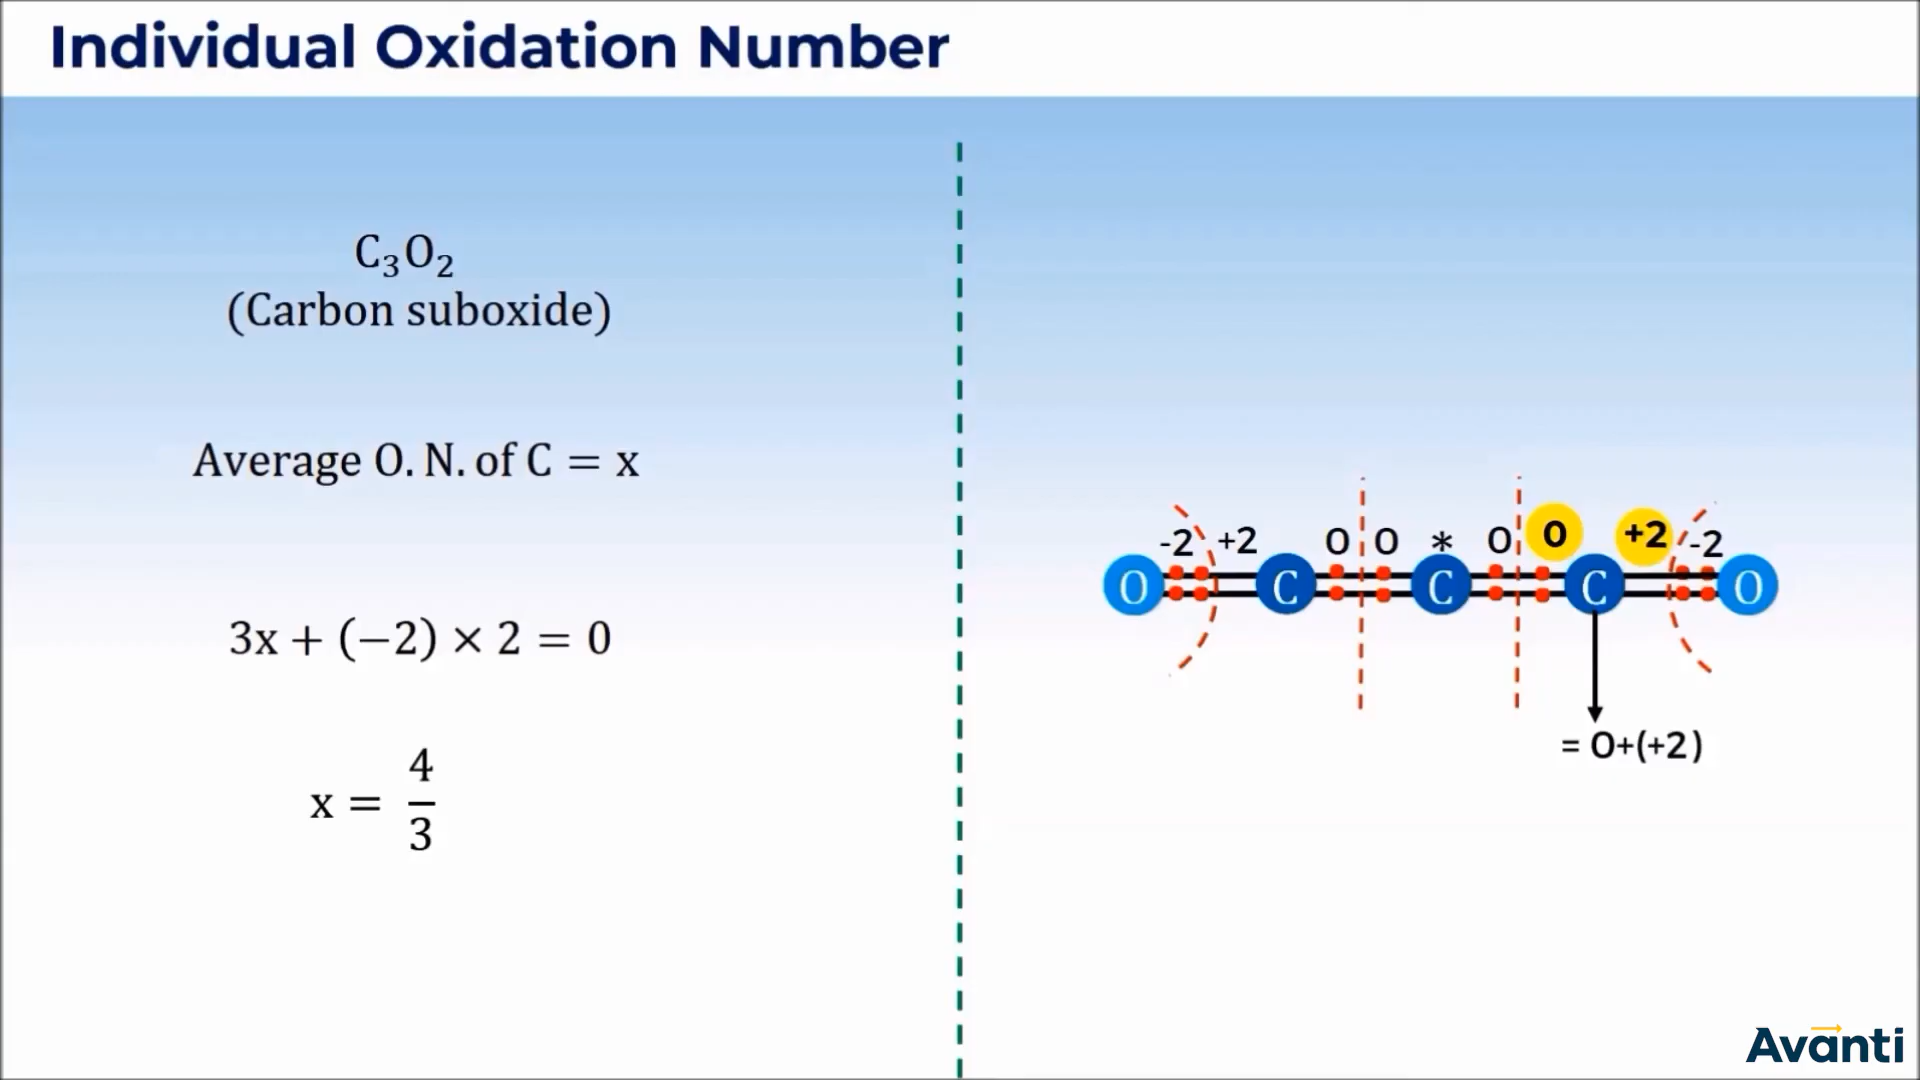 Individual Oxidation Number
C₃O₂
(Carbon suboxide)
Average O. N. of C = x
3x + (−2) × 2 = 0
x = 4/3
-2 +2 0 0 * 0 0 +2 -2
O C C C O
= 0+(+2)
Avanti